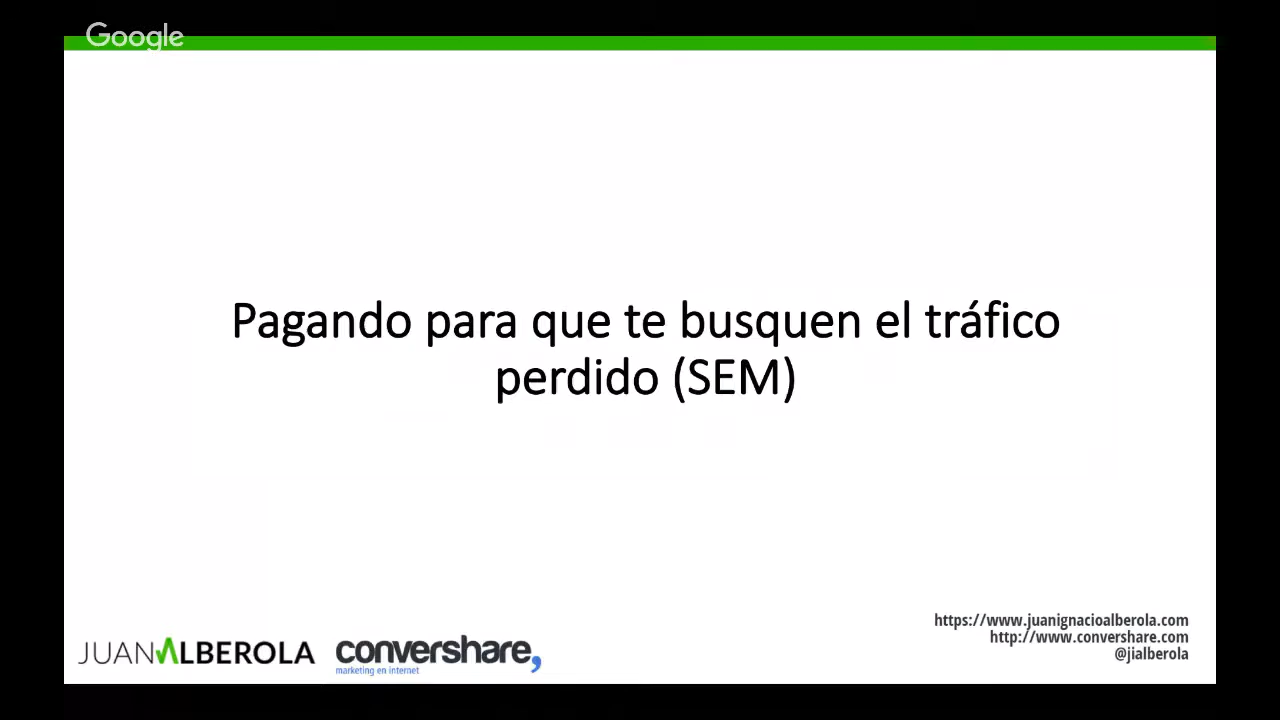 Google
Pagando para que te busquen el tráfico
perdido (SEM)
https://www.juanignacioalberola.com
http://www.convershare.com
@jialberola
JUANALBEROLA
convershare,
marketing en internet